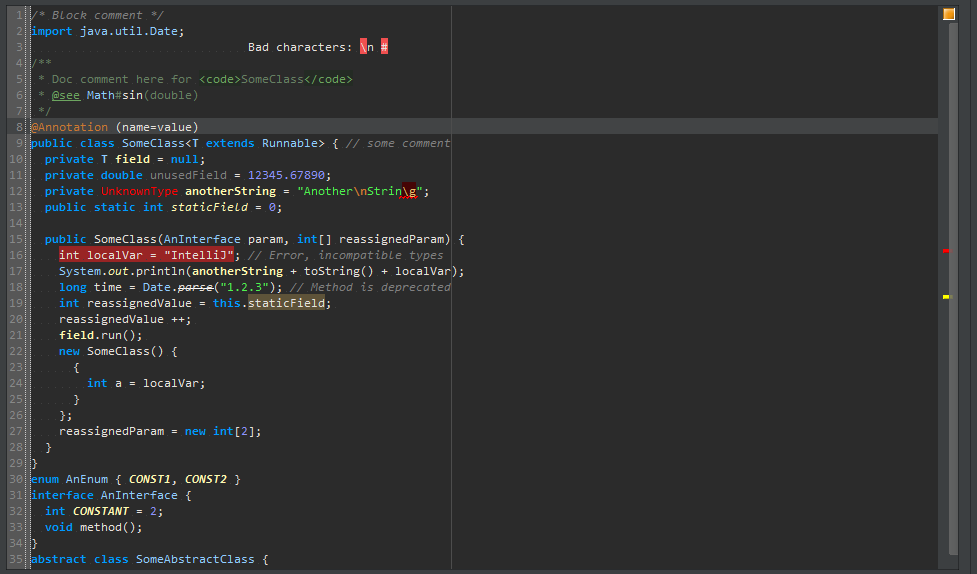 1 /* Block comment */
2 import java.util.Date;
3 Bad characters: \n #
4 /**
5 * Doc comment here for <code>SomeClass</code>
6 * @see Math#sin(double)
7 */
8 @Annotation (name=value)
9 public class SomeClass<T extends Runnable> { // some comment
10 private T field = null;
11 private double unusedField = 12345.67890;
12 private UnknownType anotherString = "Another\nStrin\g";
13 public static int staticField = 0;
14
15 public SomeClass(AnInterface param, int[] reassignedParam) {
16 int localVar = "IntelliJ"; // Error, incompatible types
17 System.out.println(anotherString + toString() + localVar);
18 long time = Date.parse("1.2.3"); // Method is deprecated
19 int reassignedValue = this.staticField;
20 reassignedValue ++;
21 field.run();
22 new SomeClass() {
23 {
24 int a = localVar;
25 }
26 };
27 reassignedParam = new int[2];
28 }
29 }
30 enum AnEnum { CONST1, CONST2 }
31 interface AnInterface {
32 int CONSTANT = 2;
33 void method();
34 }
35 abstract class SomeAbstractClass {